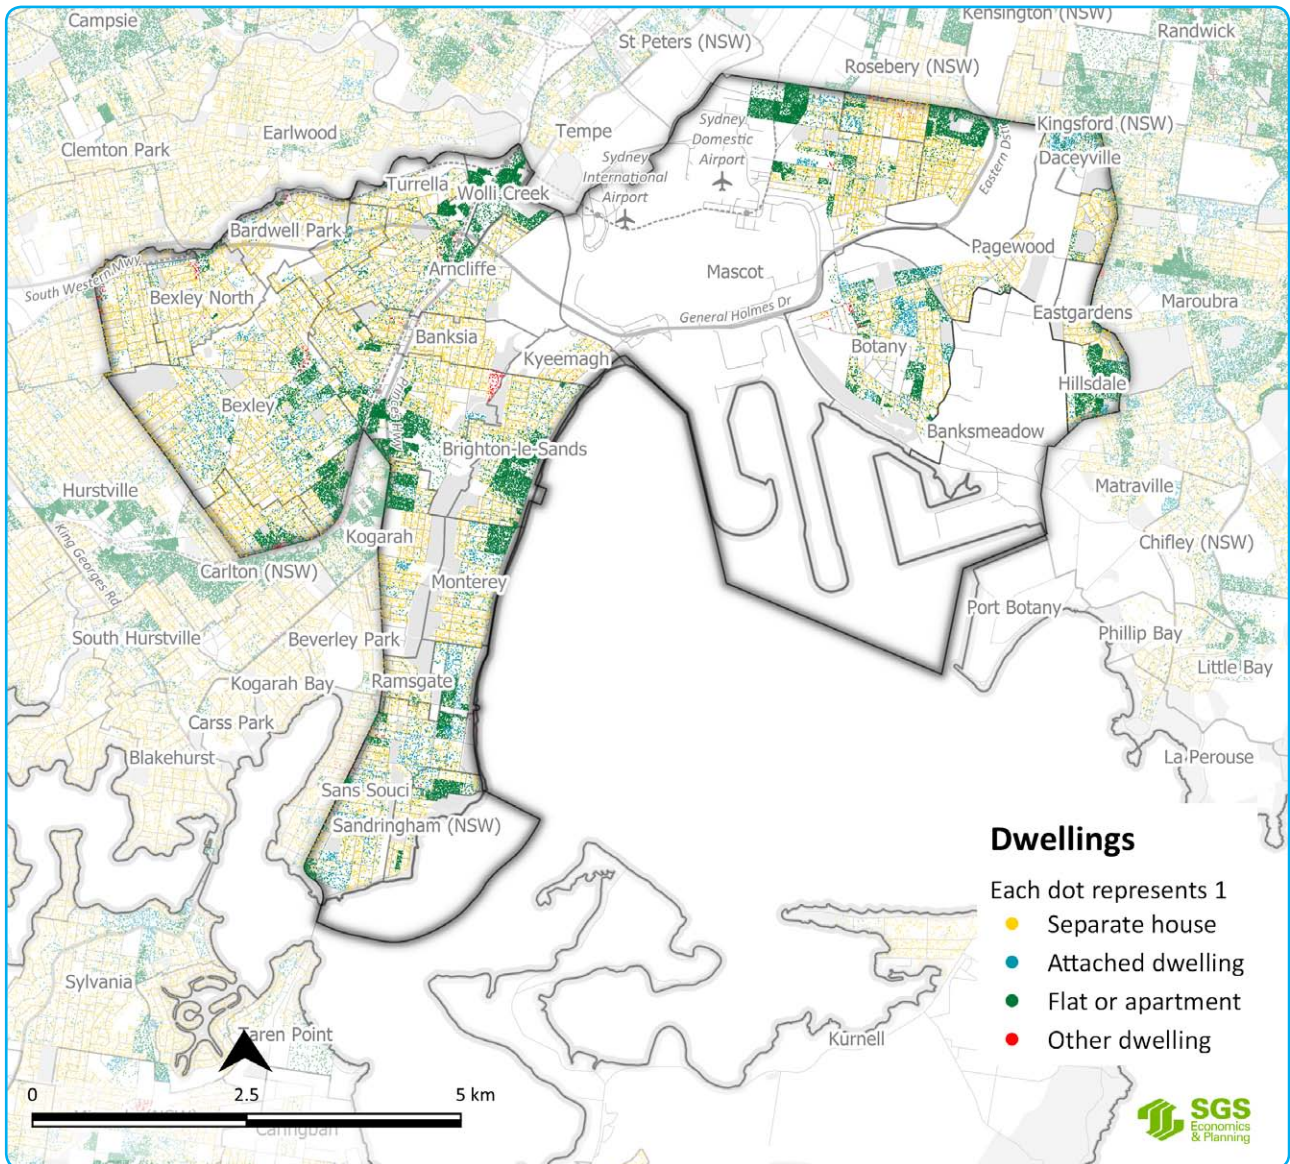 Campsie
Kensington (NSW)
Randwick
St Peters (NSW)
Rosebery (NSW)
Earlwood
Tempe
Kingsford (NSW)
Clemton Park
Sydney
Domestic
Airport
Daceyville
Sydney
International
Airport
Eastern Dst
Turrella
Wolli Creek
Bardwell Park
Pagewood
South Western Mwy
Arncliffe
Mascot
Bexley North
Maroubra
General Holmes Dr
Eastgardens
Banksia
Kyeemagh
Botany
Hillsdale
Princes Hwy
Bexley
Banksmeadow
Brighton-le-Sands
Hurstville
Matraville
King Georges Rd
Kogarah
Chifley (NSW)
Carlton (NSW)
Monterey
Port Botany
South Hurstville
Beverley Park
Phillip Bay
Little Bay
Kogarah Bay
Ramsgate
Carss Park
Blakehurst
La Perouse
Sans Souci
Sandringham (NSW)
Dwellings
Each dot represents 1
Separate house
Attached dwelling
Flat or apartment
Other dwelling
Sylvania
Taren Point
Kurnell
0
2.5
5 km
(NSW)
Caringbah
SGS
Economics
& Planning